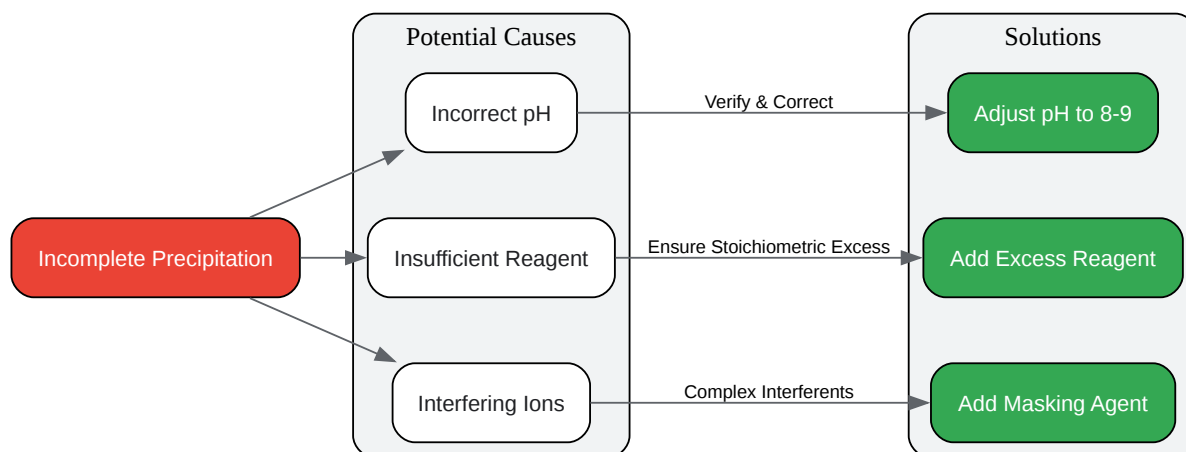 Potential Causes
Solutions
Incorrect pH
Verify & Correct
Adjust pH to 8-9
Incomplete Precipitation
Insufficient Reagent
Ensure Stoichiometric Excess
Add Excess Reagent
Interfering Ions
Complex Interferents
Add Masking Agent